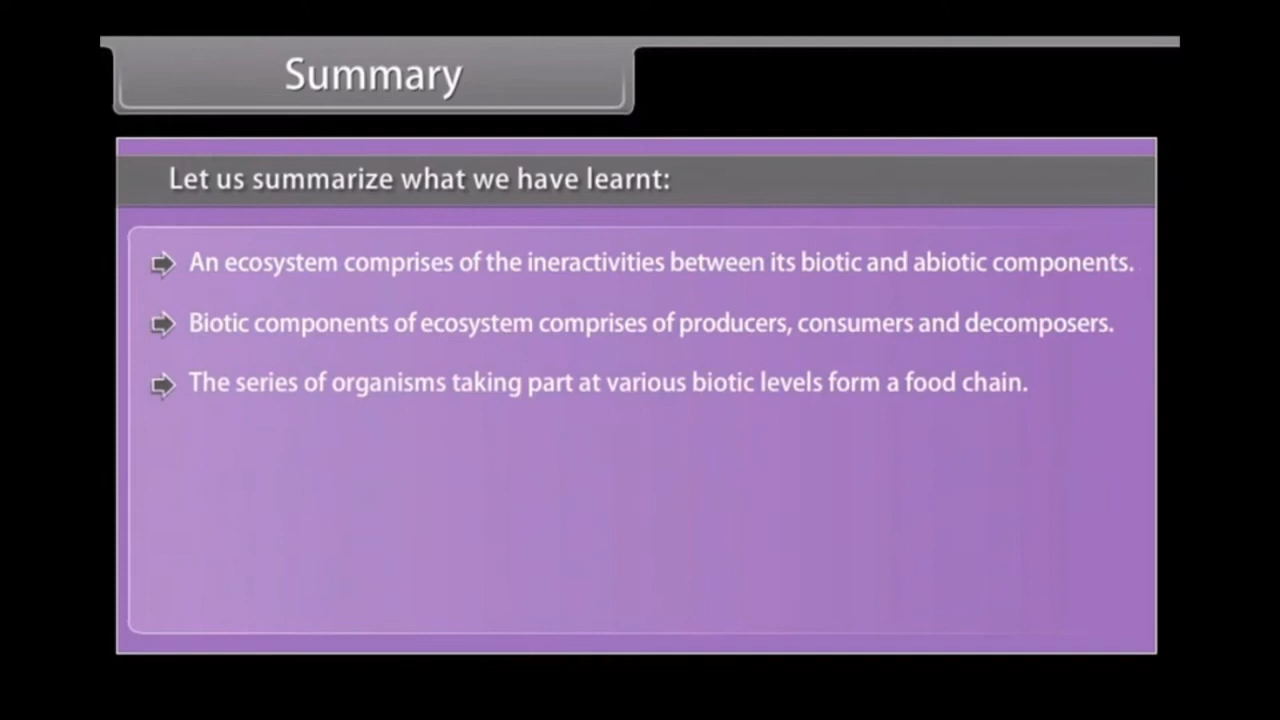 Summary
Let us summarize what we have learnt:
An ecosystem comprises of the ineractivities between its biotic and abiotic components.
Biotic components of ecosystem comprises of producers, consumers and decomposers.
The series of organisms taking part at various biotic levels form a food chain.